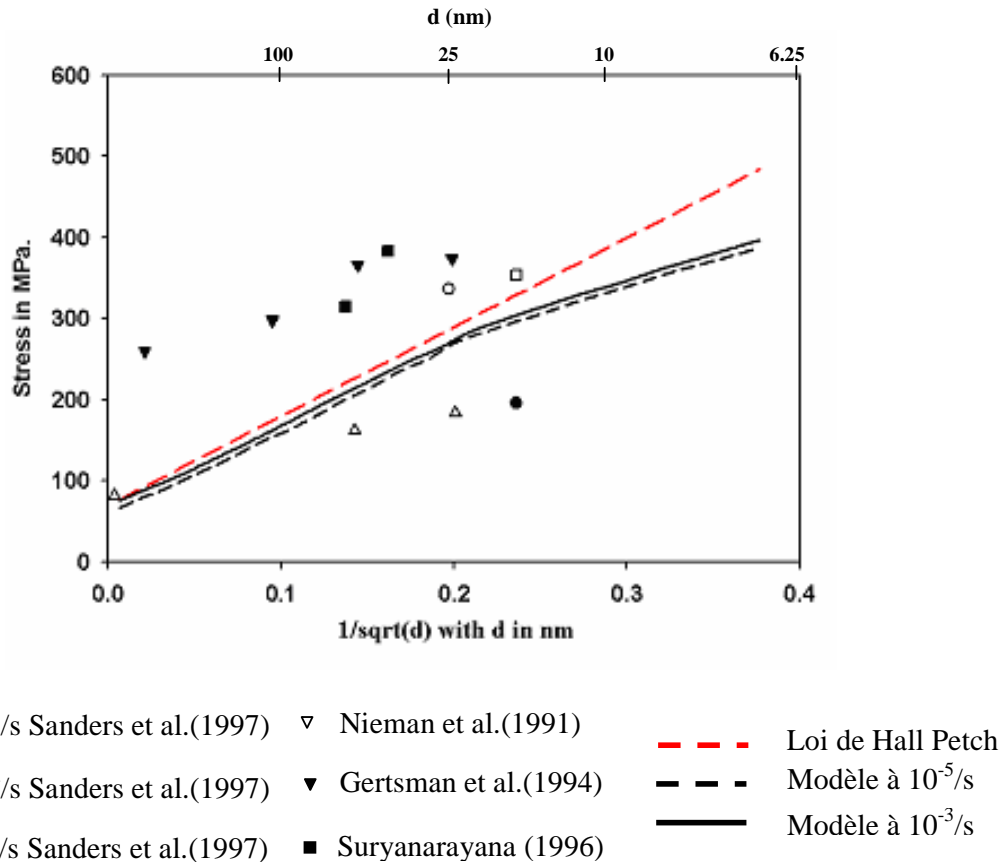 d (nm)
100 25 10 6.25
600
500
400
300
200
100
0
Stress in MPa.
0.0 0.1 0.2 0.3 0.4
1/sqrt(d) with d in nm
/s Sanders et al.(1997) Nieman et al.(1991)
/s Sanders et al.(1997) Gertsman et al.(1994)
/s Sanders et al.(1997) Suryanarayana (1996)
Loi de Hall Petch
Modèle à 10⁻⁵/s
Modèle à 10⁻³/s